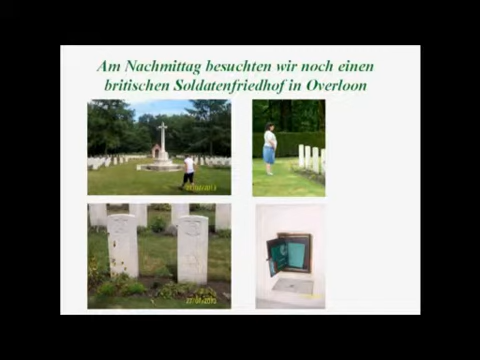 Am Nachmittag besuchten wir noch einen
britischen Soldatenfriedhof in Overloon